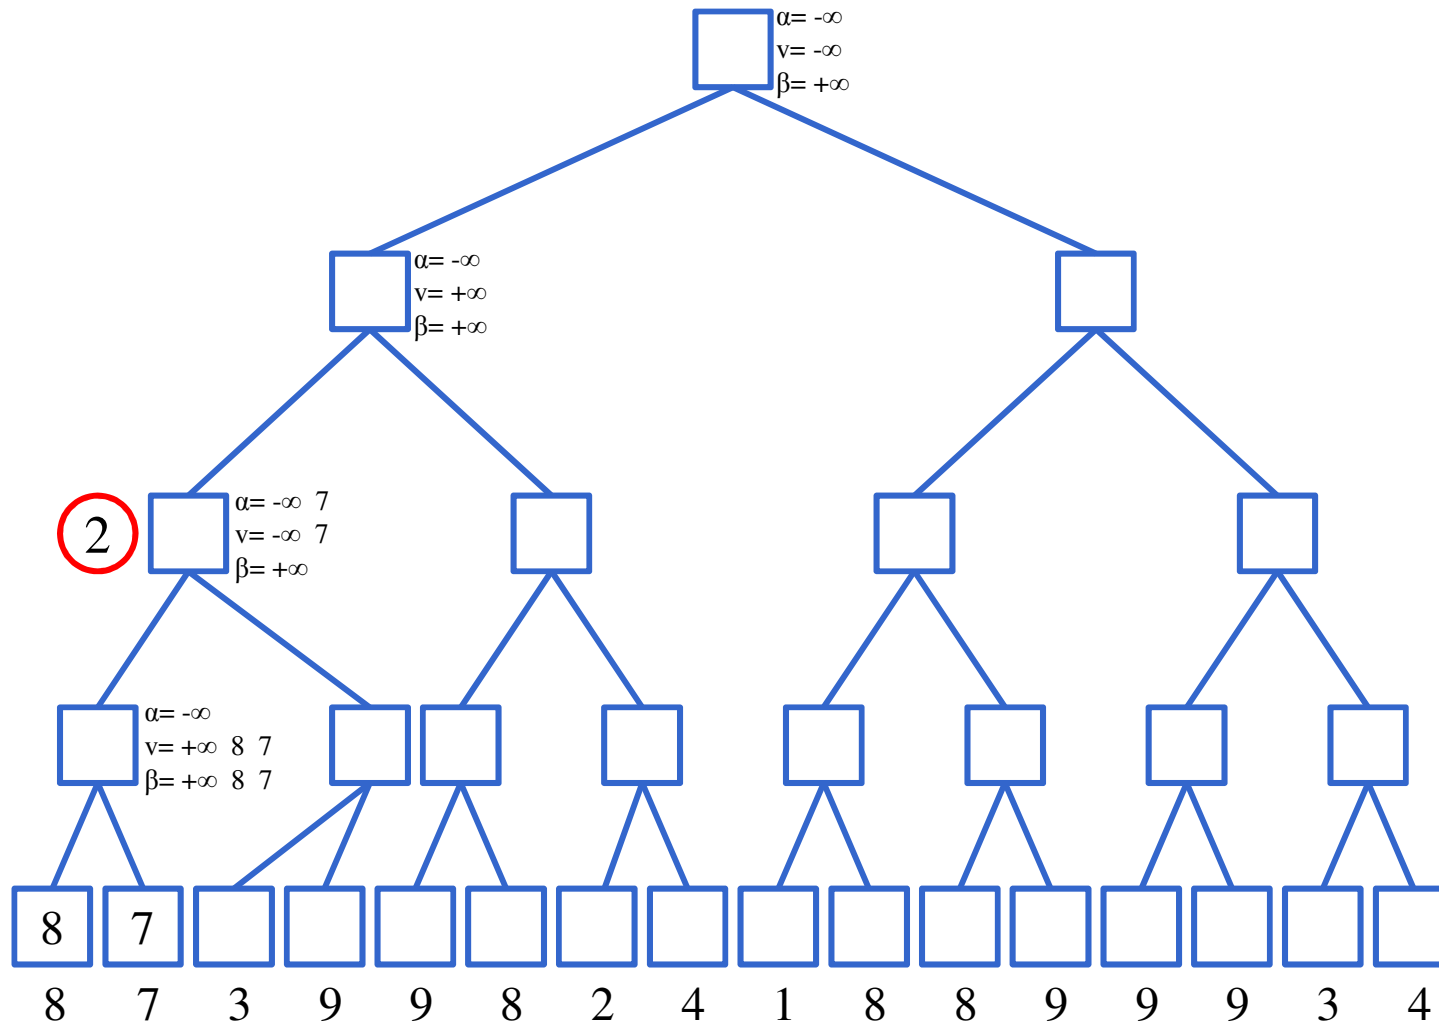 α= -∞
v= -∞
β= +∞
α= -∞
v= +∞
β= +∞
2
α= -∞ 7
v= -∞ 7
β= +∞
α= -∞
v= +∞ 8 7
β= +∞ 8 7
8 7
8 7 3 9 9 8 2 4 1 8 8 9 9 9 3 4